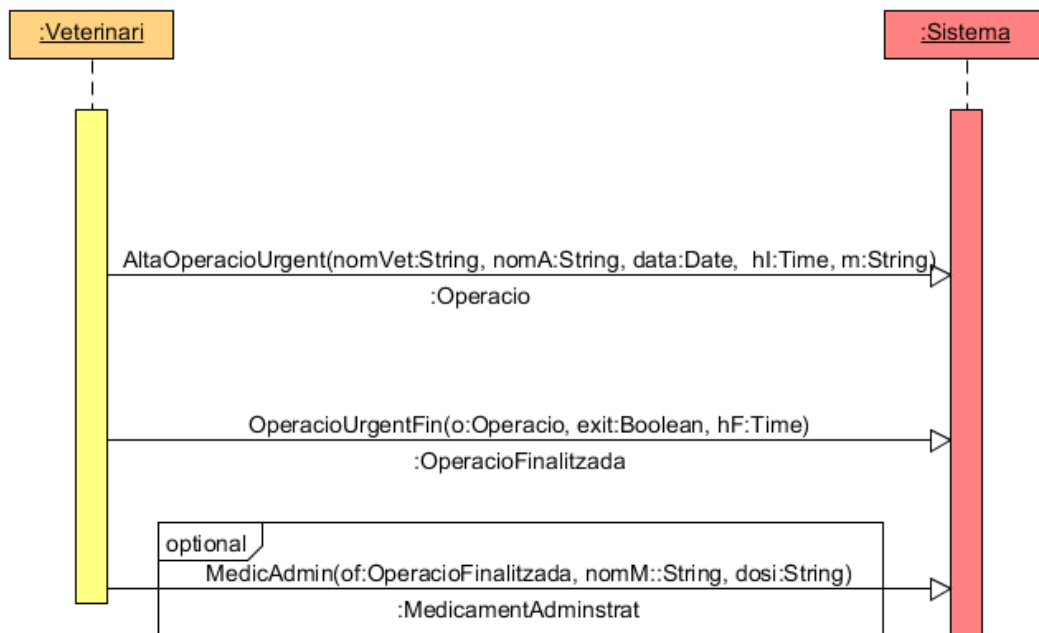 :Veterinari
:Sistema
AltaOperacioUrgent(nomVet:String, nomA:String, data:Date, hI:Time, m:String)
:Operacio
OperacioUrgentFin(o:Operacio, exit:Boolean, hF:Time)
:OperacioFinalitzada
optional
MedicAdmin(of:OperacioFinalitzada, nomM::String, dosi:String)
:MedicamentAdminstrat